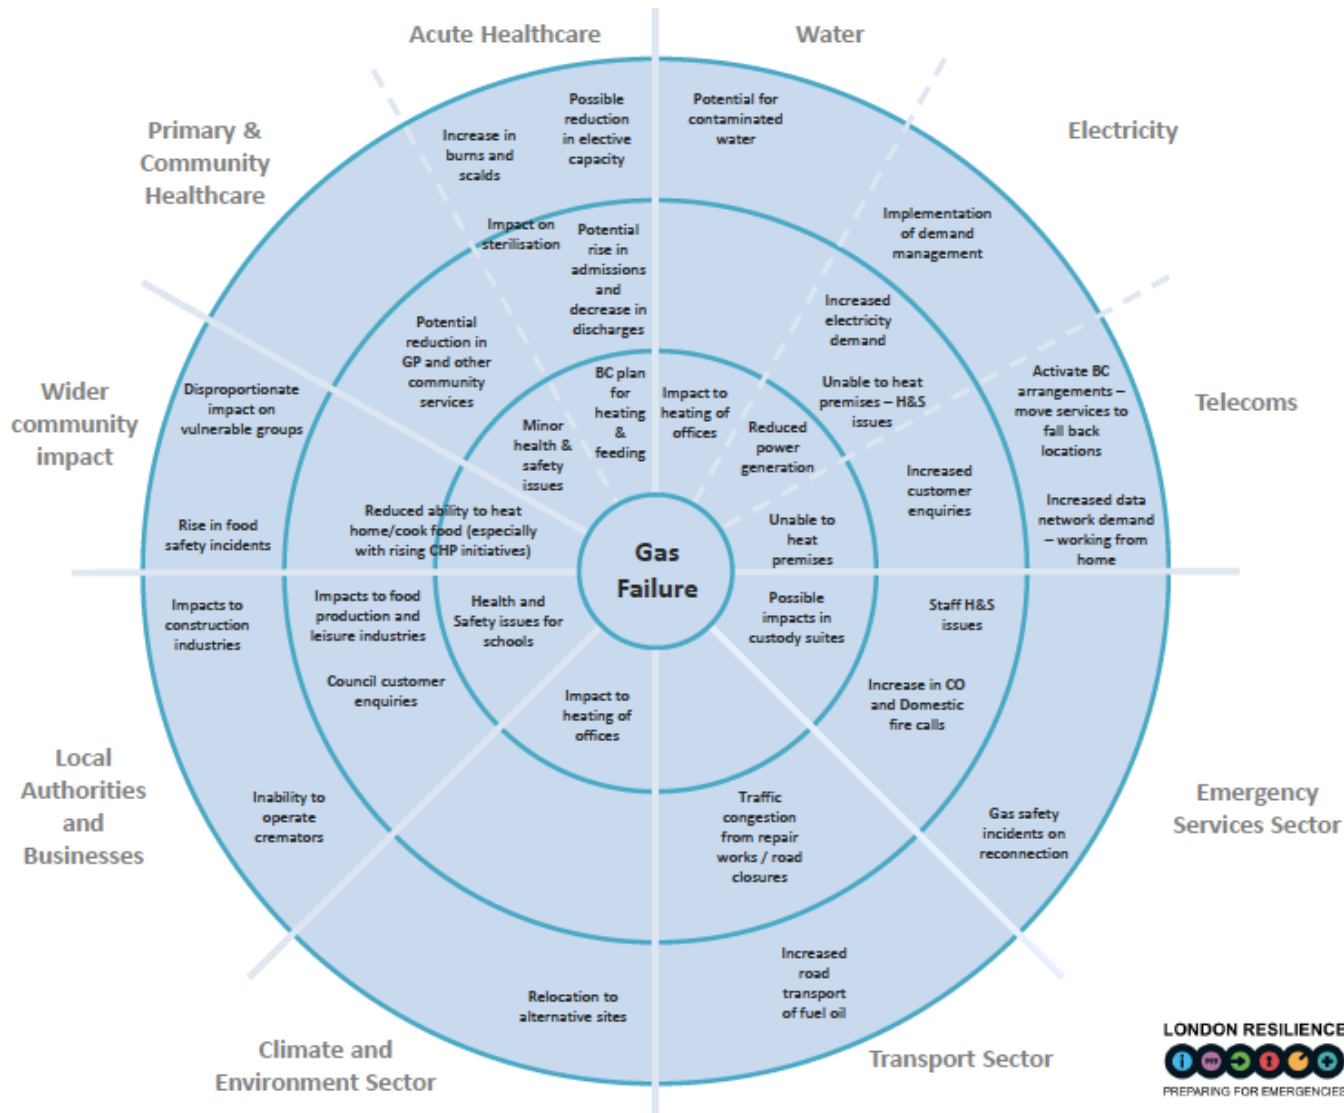 Acute Healthcare
Water
Primary &
Community
Healthcare
Electricity
Wider
community
impact
Telecoms
Local
Authorities
and
Businesses
Emergency
Services Sector
Climate and
Environment Sector
Transport Sector
Gas
Failure
Possible
reduction
in elective
capacity
Increase in
burns and
scalds
Impact on
sterilisation
Potential
rise in
admissions
and
decrease in
discharges
BC plan
for
heating
&
feeding
Potential for
contaminated
water
Impact to
heating of
offices
Implementation
of demand
management
Increased
electricity
demand
Reduced
power
generation
Activate BC
arrangements –
move services to
fall back
locations
Unable to heat
premises – H&S
issues
Increased
customer
enquiries
Increased data
network demand
– working from
home
Unable to
heat
premises
Potential
reduction in
GP and other
community
services
Minor
health &
safety
issues
Disproportionate
impact on
vulnerable groups
Rise in food
safety incidents
Reduced ability to heat
home/cook food (especially
with rising CHP initiatives)
Impacts to
construction
industries
Impacts to food
production and
leisure industries
Health and
Safety issues for
schools
Council customer
enquiries
Inability to
operate
cremators
Impact to
heating of
offices
Relocation to
alternative sites
Possible
impacts in
custody suites
Staff H&S
issues
Increase in CO
and Domestic
fire calls
Gas safety
incidents on
reconnection
Traffic
congestion
from repair
works / road
closures
Increased
road
transport
of fuel oil
LONDON RESILIENCE
999
PREPARING FOR EMERGENCIES